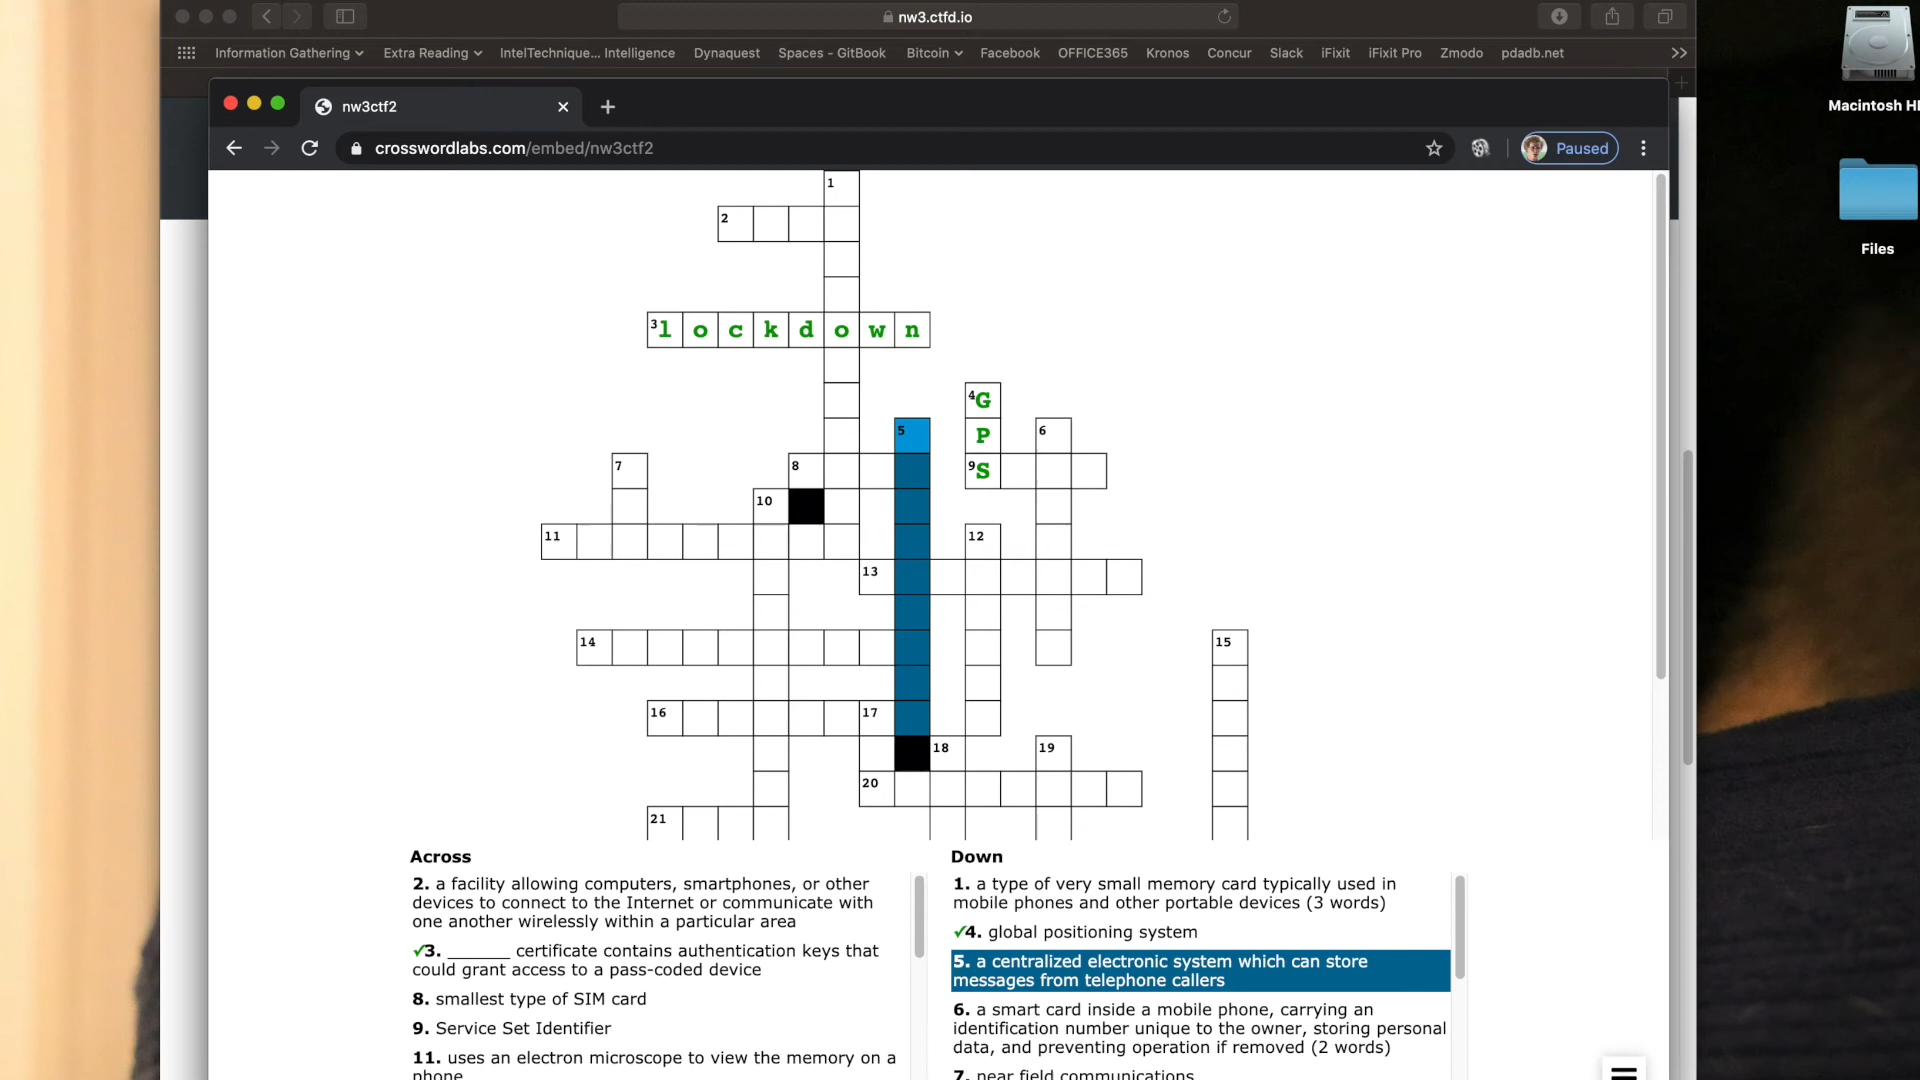 nw3.ctfd.io
Information Gathering
Extra Reading
IntelTechnique... Intelligence
Dynaquest
Spaces - GitBook
Bitcoin
Facebook
OFFICE365
Kronos
Concur
Slack
iFixit
iFixit Pro
Zmodo
pdadb.net
Macintosh H
Files
nw3ctf2
crosswordlabs.com/embed/nw3ctf2
Paused
1
2
3 l o c k d o w n
4 G
5 P 6
7 8 9 S
10
11 12
13
14 15
16 17
18 19
20
21
Across
2. a facility allowing computers, smartphones, or other
devices to connect to the Internet or communicate with
one another wirelessly within a particular area
✓3. _______ certificate contains authentication keys that
could grant access to a pass-coded device
8. smallest type of SIM card
9. Service Set Identifier
11. uses an electron microscope to view the memory on a
phone
Down
1. a type of very small memory card typically used in
mobile phones and other portable devices (3 words)
✓4. global positioning system
5. a centralized electronic system which can store
messages from telephone callers
6. a smart card inside a mobile phone, carrying an
identification number unique to the owner, storing personal
data, and preventing operation if removed (2 words)
7. near field communications